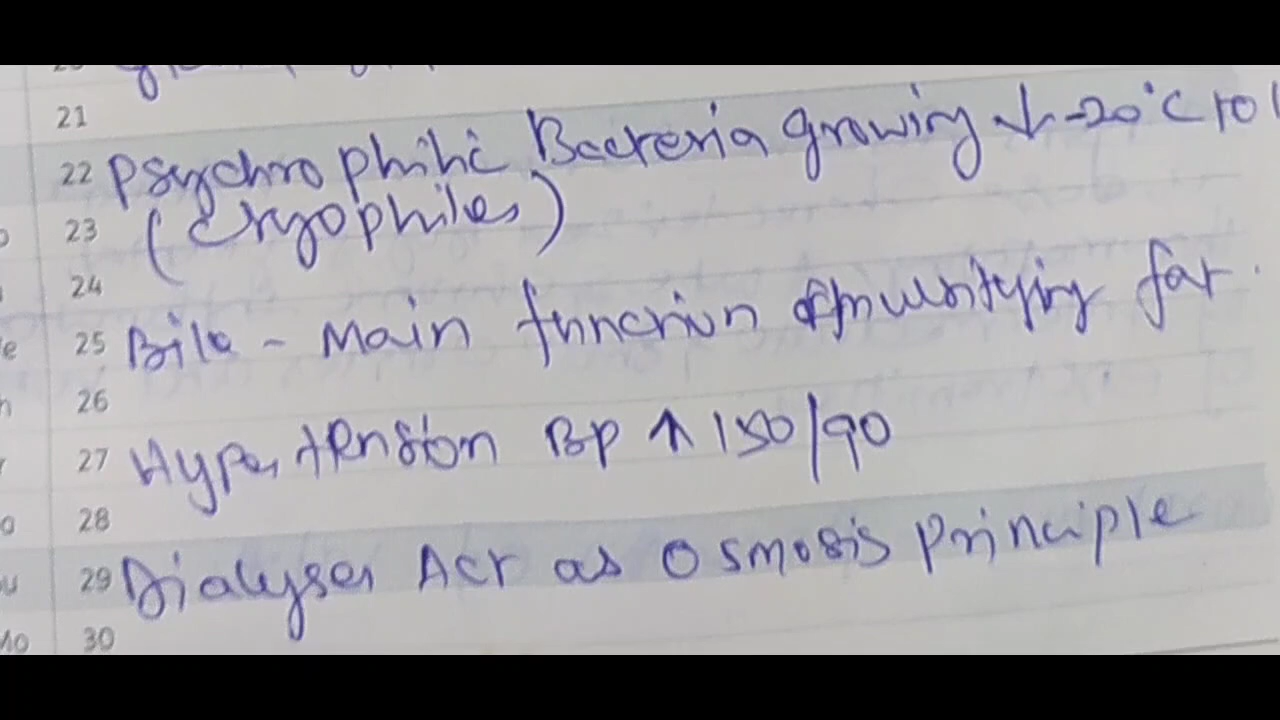 21
22 Psychrophilic Bacteria growing -20°C to
23 (Cryophiles)
24
25 Bile - Main function emulsifying fat.
26
27 Hypertension BP ↑ 150/90
28
29 Dialyser Act as Osmosis Principle
30